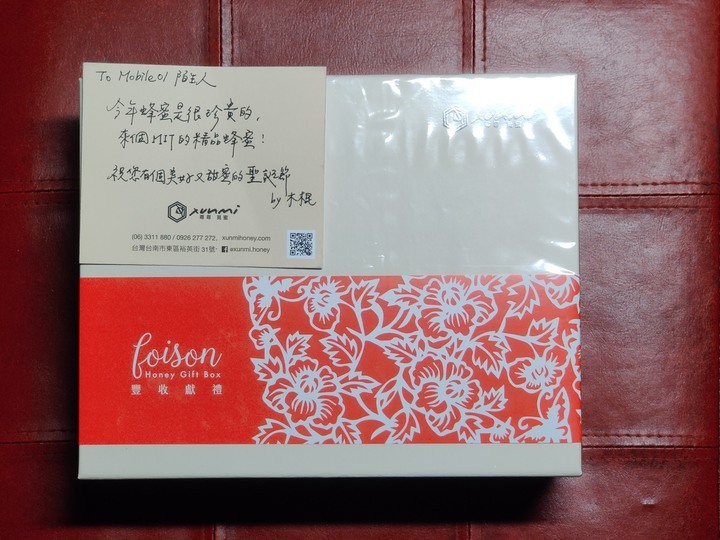 To Mobile01 陌生人
今年蜂蜜是很珍貴的,
來個MIT的精品蜂蜜!
祝您有個美好又甜蜜的聖誕節
by 木棍
xunmi
(06) 3311 880 / 0926 277 272, xunmihoney.com
台灣台南市東區裕英街31號, exunmi.honey
xunmi
foison
Honey Gift Box
豐收獻禮